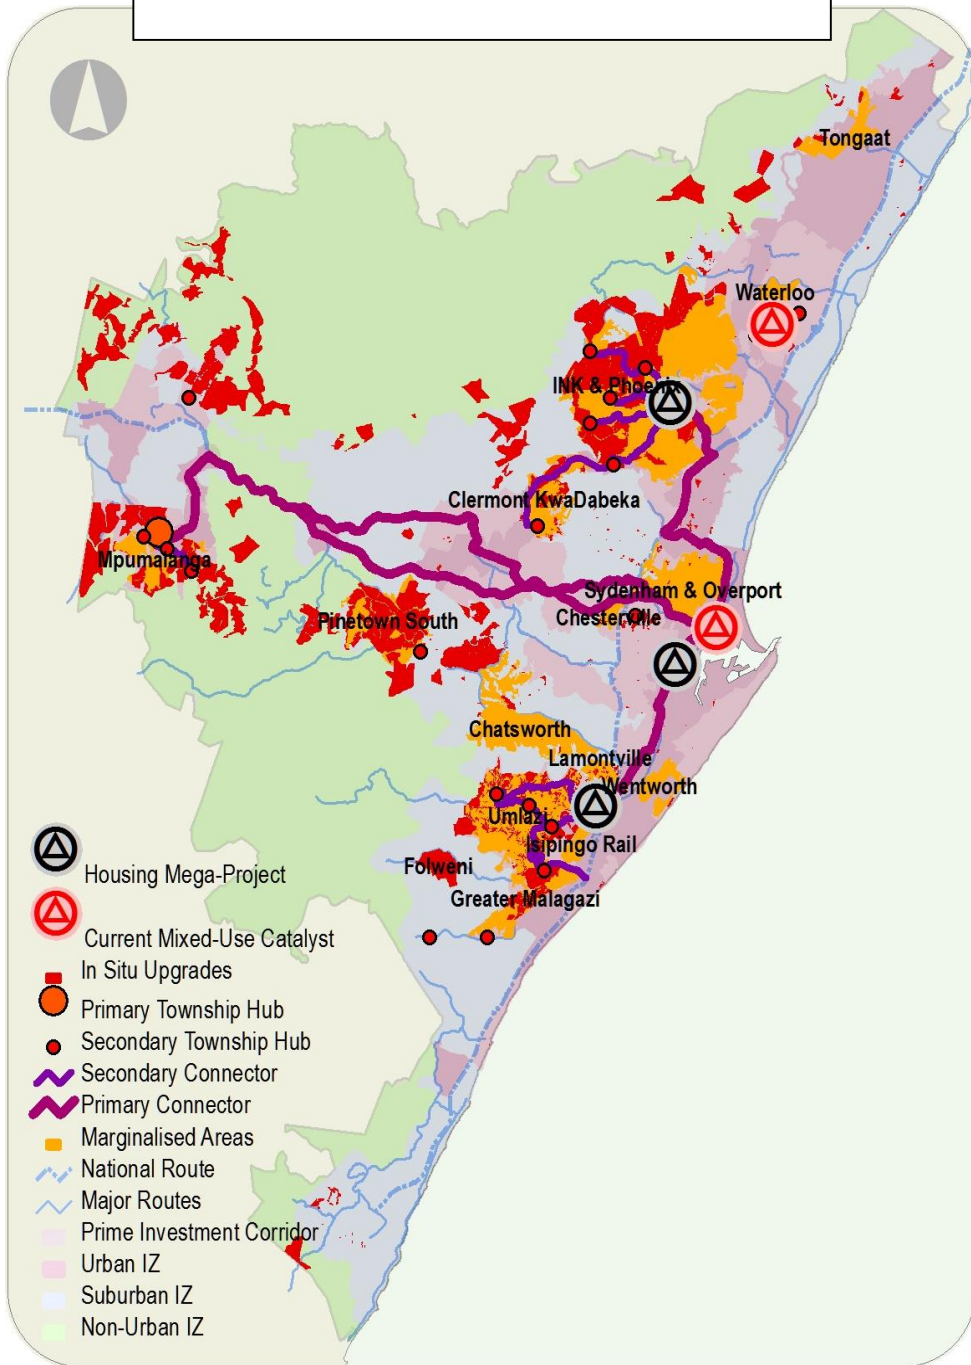 Tongaat
Waterloo
INK & Phoenix
Clermont KwaDabeka
Mpumalanga
Sydenham & Overport
Chesterville
Pinetown South
Chatsworth
Lamontville
Wentworth
Umlazi
Isipingo Rail
Folweni
Greater Malagazi
Housing Mega-Project
Current Mixed-Use Catalyst
In Situ Upgrades
Primary Township Hub
Secondary Township Hub
Secondary Connector
Primary Connector
Marginalised Areas
National Route
Major Routes
Prime Investment Corridor
Urban IZ
Suburban IZ
Non-Urban IZ